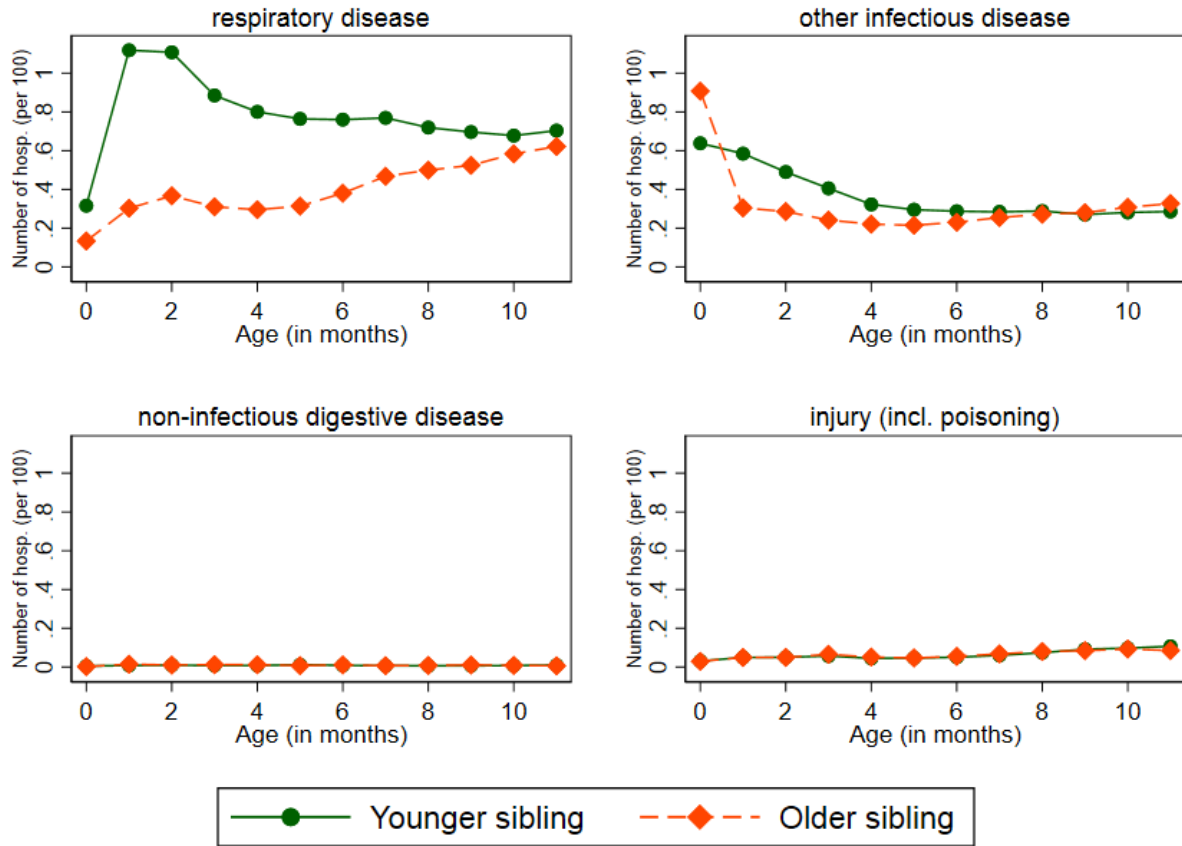 respiratory disease
Number of hosp. (per 100)
0 .2 .4 .6 .8 1
0 2 4 6 8 10
Age (in months)
other infectious disease
Number of hosp. (per 100)
0 .2 .4 .6 .8 1
0 2 4 6 8 10
Age (in months)
non-infectious digestive disease
Number of hosp. (per 100)
0 .2 .4 .6 .8 1
0 2 4 6 8 10
Age (in months)
injury (incl. poisoning)
Number of hosp. (per 100)
0 .2 .4 .6 .8 1
0 2 4 6 8 10
Age (in months)
Younger sibling Older sibling